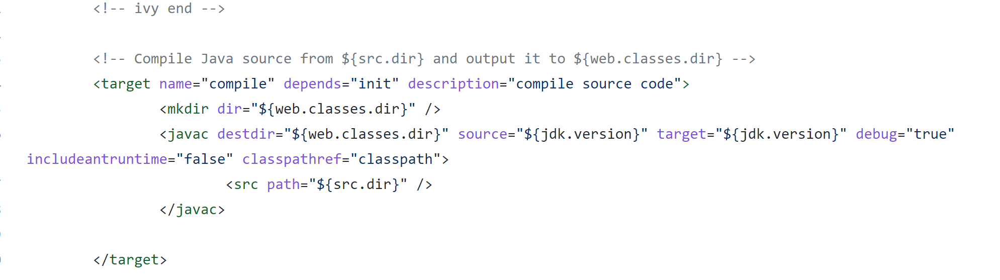 <!-- ivy end -->
<!-- Compile Java source from ${src.dir} and output it to ${web.classes.dir} -->
<target name="compile" depends="init" description="compile source code">
<mkdir dir="${web.classes.dir}" />
<javac destdir="${web.classes.dir}" source="${jdk.version}" target="${jdk.version}" debug="true"
includeantruntime="false" classpathref="classpath">
<src path="${src.dir}" />
</javac>
</target>